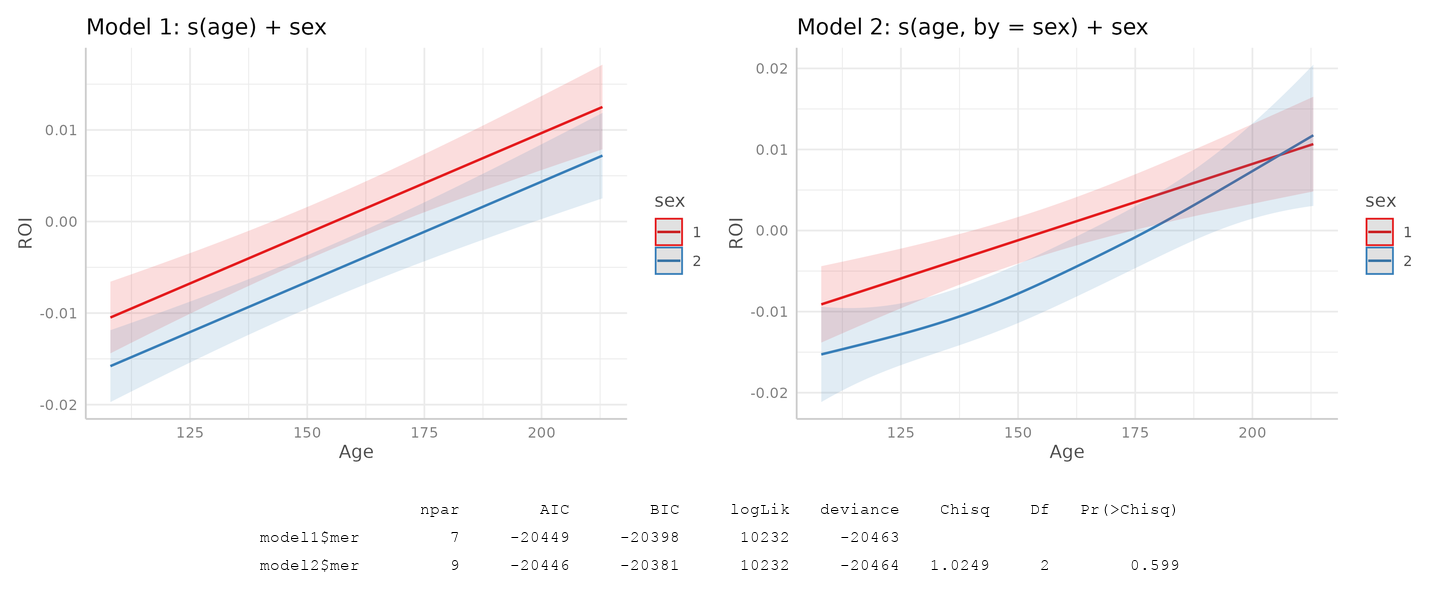 Model 1: s(age) + sex
0.01
0.00
-0.01
-0.02
ROI
125 150 175 200
Age
sex
1
2
Model 2: s(age, by = sex) + sex
0.02
0.01
0.00
-0.01
-0.02
ROI
125 150 175 200
Age
sex
1
2
npar AIC BIC logLik deviance Chisq Df Pr(>Chisq)
model1$mer 7 -20449 -20398 10232 -20463
model2$mer 9 -20446 -20381 10232 -20464 1.0249 2 0.599